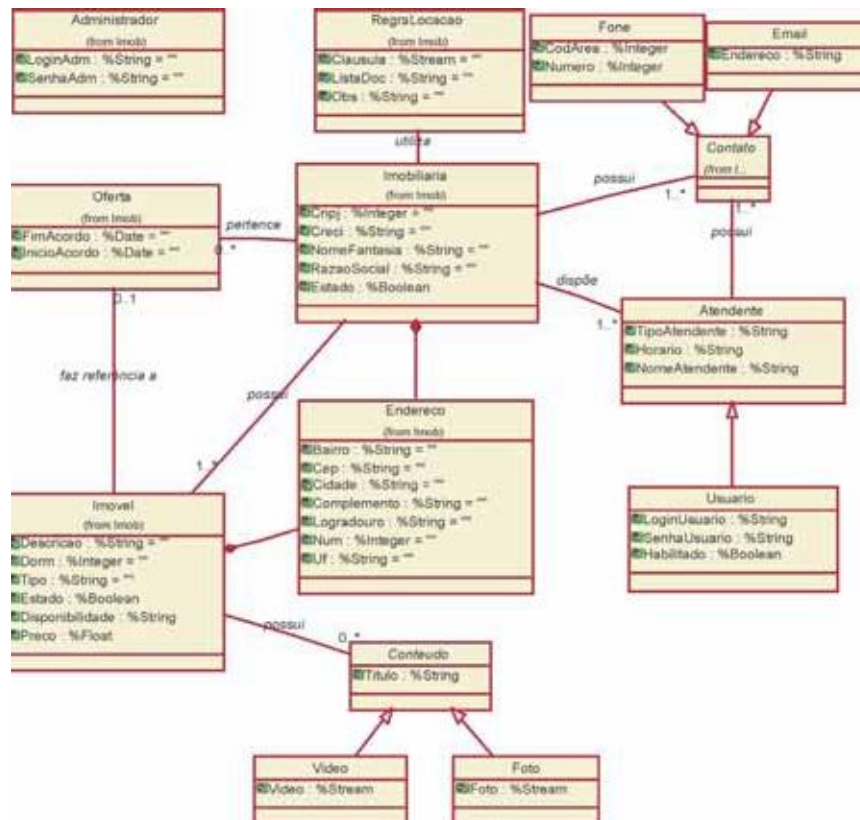 Administrador
(from Imob)
LoginAdm : %String = ""
SenhaAdm : %String = ""
RegraLocacao
(from Imob)
Clausula : %Stream = ""
ListaDoc : %String = ""
Obs : %String = ""
Fone
CodArea : %Integer
Numero : %Integer
Email
Endereco : %String
utiliza
Contato
(from I...
possui
1..*
1..*
possui
Oferta
(from Imob)
FimAcordo : %Date = ""
InicioAcordo : %Date = ""
pertence
0..*
0..1
Imobiliaria
(from Imob)
Cnpj : %Integer = ""
Creci : %String = ""
NomeFantasia : %String = ""
RazaoSocial : %String = ""
Estado : %Boolean
dispõe
1..*
Atendente
TipoAtendente : %String
Horario : %String
NomeAtendente : %String
faz referência a
possui
1..*
Endereco
(from Imob)
Bairro : %String = ""
Cep : %String = ""
Cidade : %String = ""
Complemento : %String = ""
Logradouro : %String = ""
Num : %Integer = ""
Uf : %String = ""
Usuario
LoginUsuario : %String
SenhaUsuario : %String
Habilitado : %Boolean
Imovel
(from Imob)
Descricao : %String = ""
Dorm : %Integer = ""
Tipo : %String = ""
Estado : %Boolean
Disponibilidade : %String
Preco : %Float
possui
0..*
Conteudo
Titulo : %String
Video
Video : %Stream
Foto
Foto : %Stream